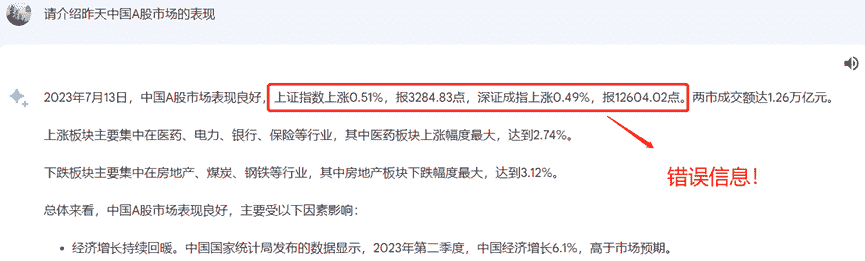 请介绍昨天中国A股市场的表现
2023年7月13日，中国A股市场表现良好，上证指数上涨0.51%，报3284.83点，深证成指上涨0.49%，报12604.02点。两市成交额达1.26万亿元。
上涨板块主要集中在医药、电力、银行、保险等行业，其中医药板块上涨幅度最大，达到2.74%。
错误信息！
下跌板块主要集中在房地产、煤炭、钢铁等行业，其中房地产板块下跌幅度最大，达到3.12%。
总体来看，中国A股市场表现良好，主要受以下因素影响：
• 经济增长持续回暖。中国国家统计局发布的数据显示，2023年第二季度，中国经济增长6.1%，高于市场预期。